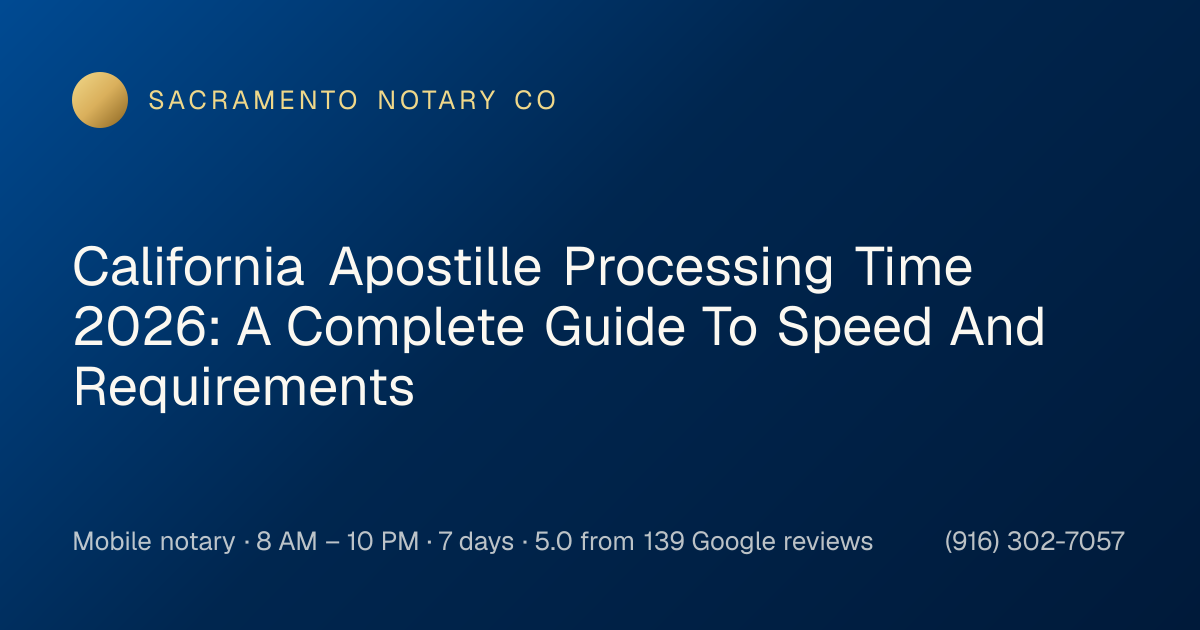 SACRAMENTO NOTARY CO
California Apostille Processing Time
2026: A Complete Guide To Speed And
Requirements
Mobile notary · 8 AM – 10 PM · 7 days · 5.0 from 139 Google reviews
(916) 302-7057